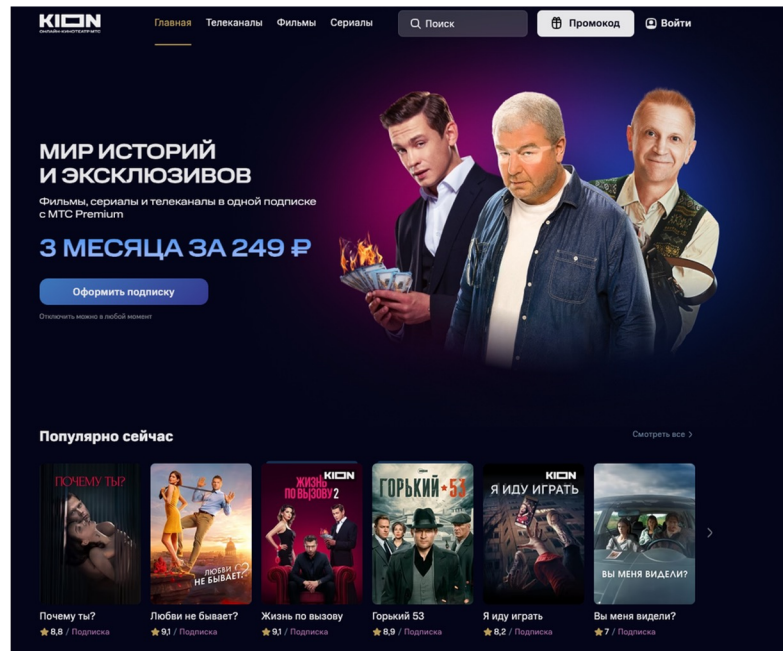 KION
ОНЛАЙН-КИНОТЕАТР МТС
Главная
Телеканалы
Фильмы
Сериалы
Поиск
Промокод
Войти
МИР ИСТОРИЙ
И ЭКСКЛЮЗИВОВ
Фильмы, сериалы и телеканалы в одной подписке
с МТС Premium
3 МЕСЯЦА ЗА 249 ₽
Оформить подписку
Отключить можно в любой момент
Популярно сейчас
Смотреть все
ПОЧЕМУ ТЫ?
ЛЮБВИ
НЕ БЫВАЕТ?
KION
ЖИЗНЬ
ПО ВЫЗОВУ 2
ГОРЬКИЙ 53
KION
Я ИДУ ИГРАТЬ
ВЫ МЕНЯ ВИДЕЛИ?
Почему ты?
8,8 / Подписка
Любви не бывает?
9,1 / Подписка
Жизнь по вызову
9,1 / Подписка
Горький 53
8,9 / Подписка
Я иду играть
8,2 / Подписка
Вы меня видели?
7 / Подписка